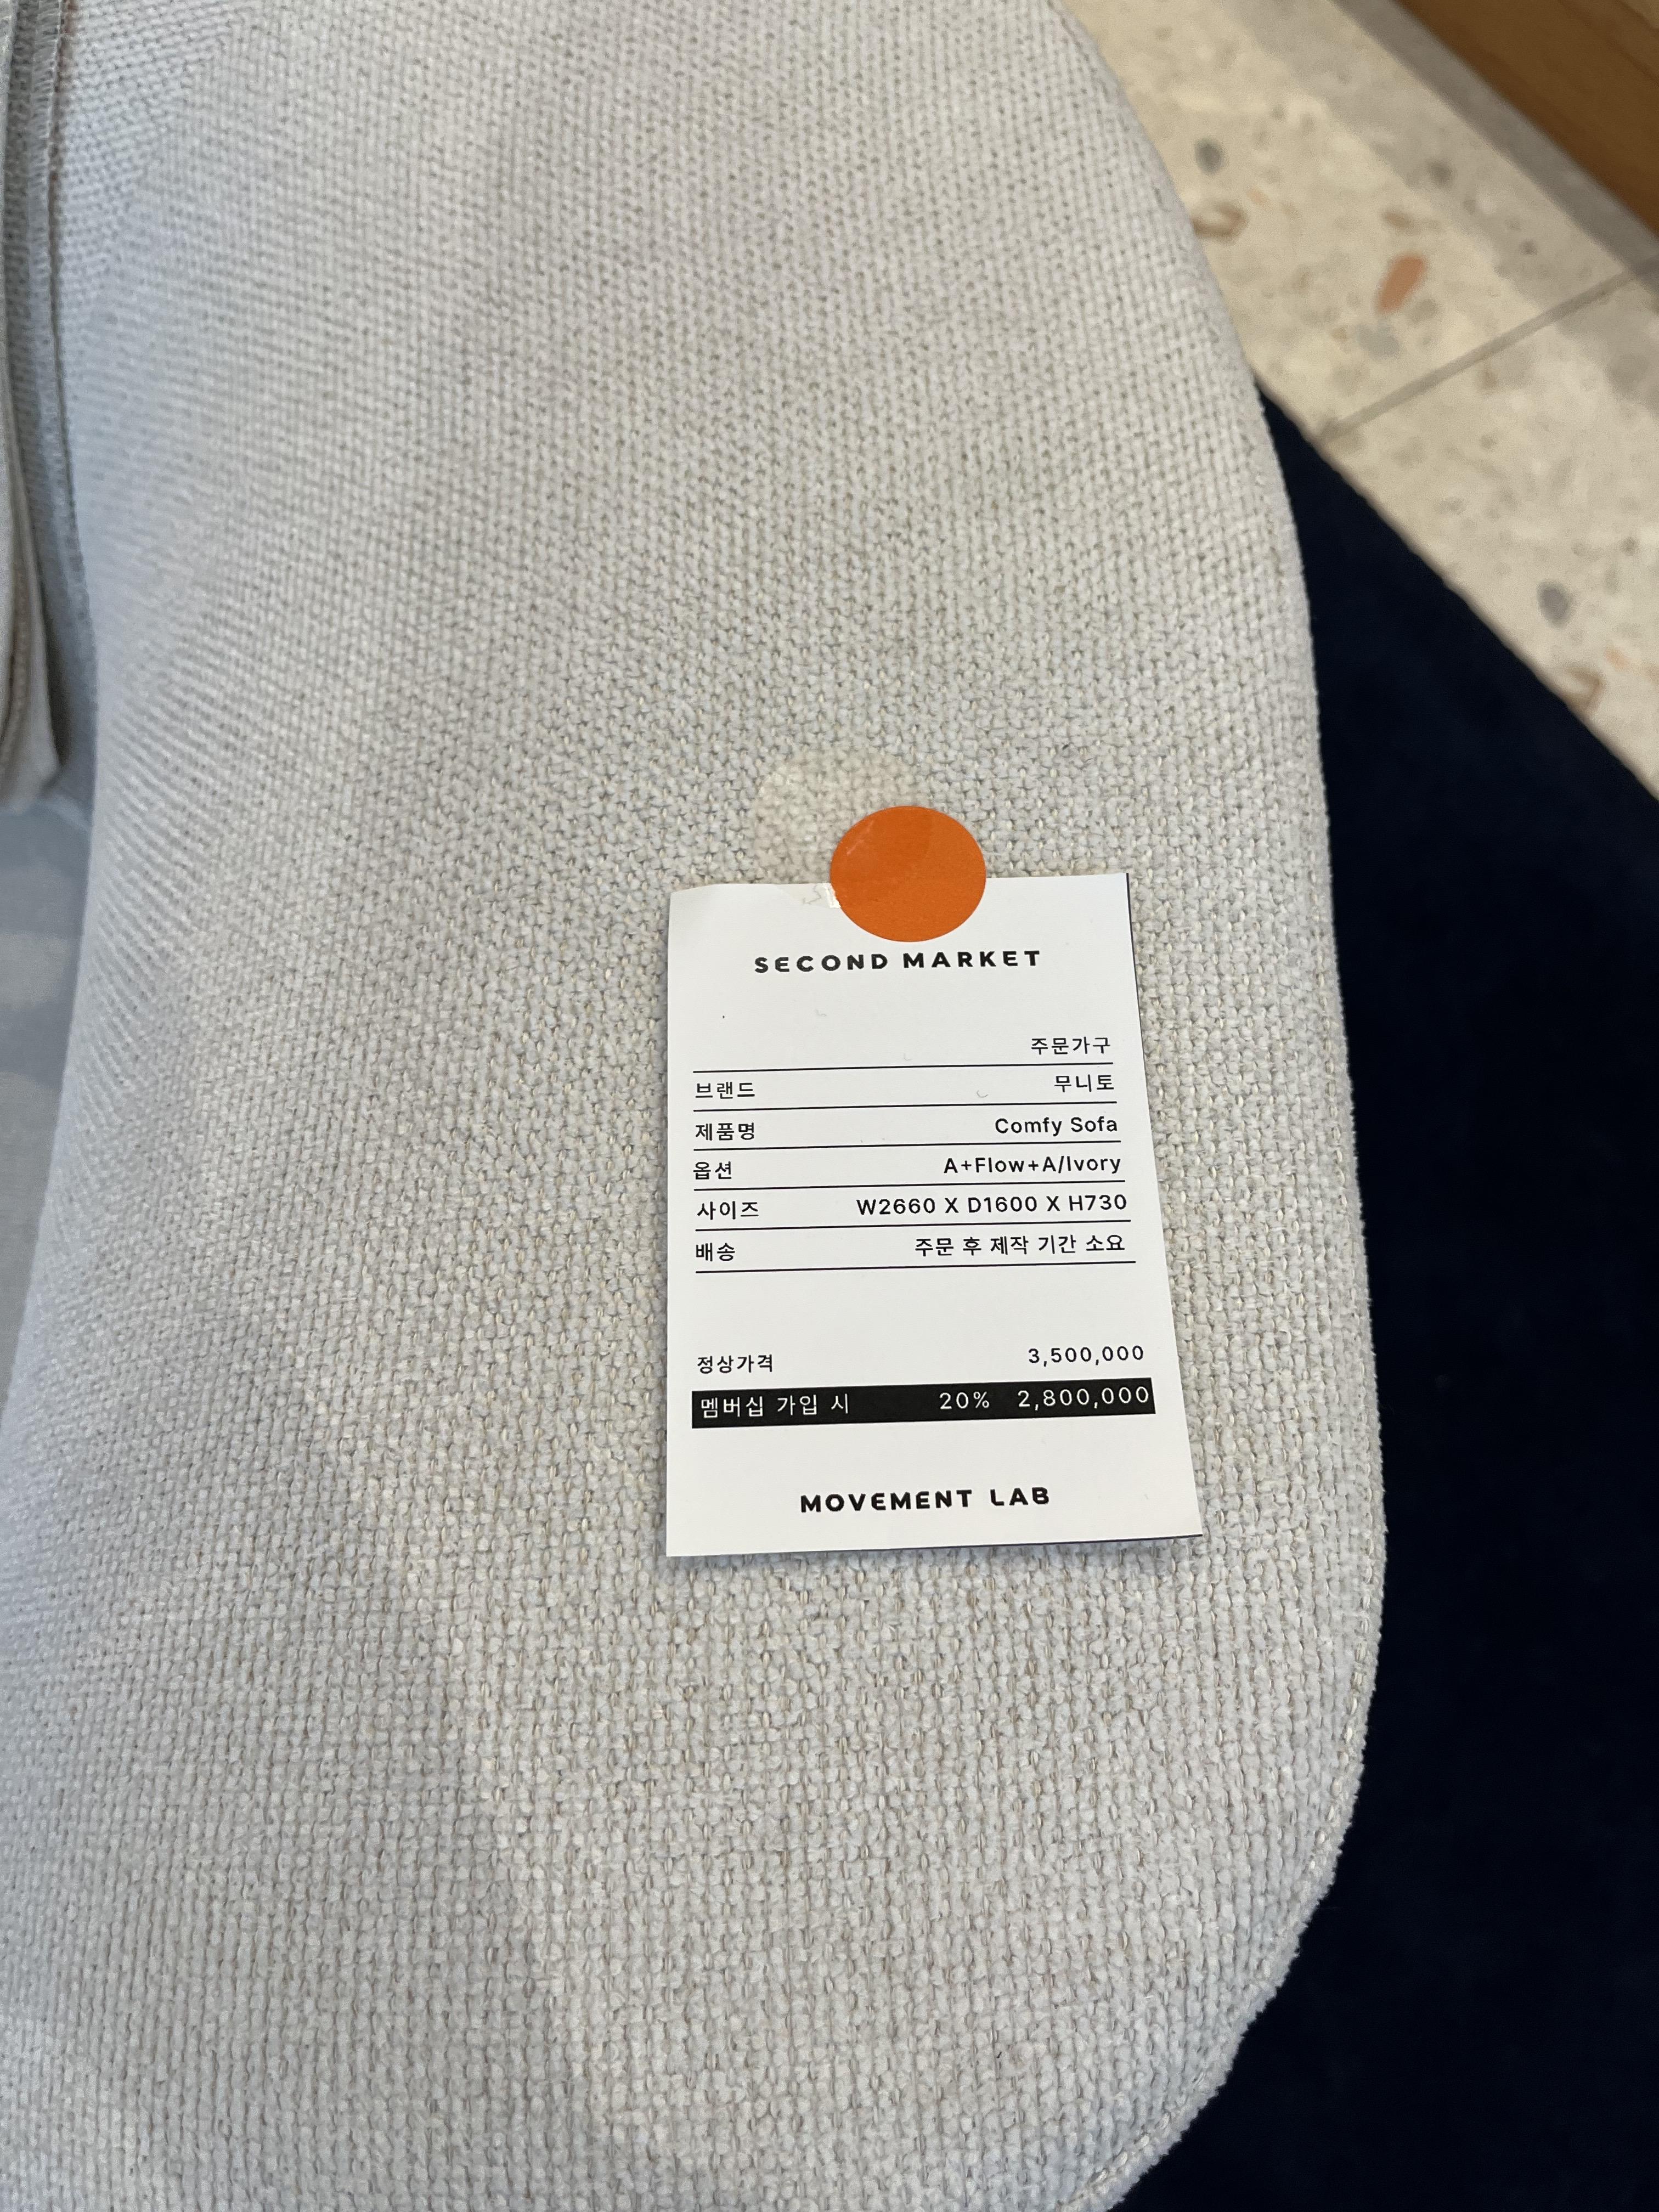 SECOND MARKET
주문가구
브랜드 무니토
제품명 Comfy Sofa
옵션 A+Flow+A/Ivory
사이즈 W2660 X D1600 X H730
배송 주문 후 제작 기간 소요
정상가격 3,500,000
멤버십 가입 시 20% 2,800,000
MOVEMENT LAB